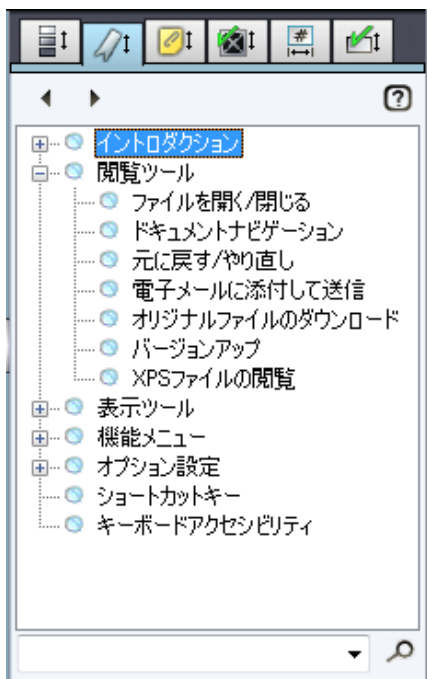 #
?
イントロダクション
閲覧ツール
ファイルを開く/閉じる
ドキュメントナビゲーション
元に戻す/やり直し
電子メールに添付して送信
オリジナルファイルのダウンロード
バージョンアップ
XPSファイルの閲覧
表示ツール
機能メニュー
オプション設定
ショートカットキー
キーボードアクセシビリティ